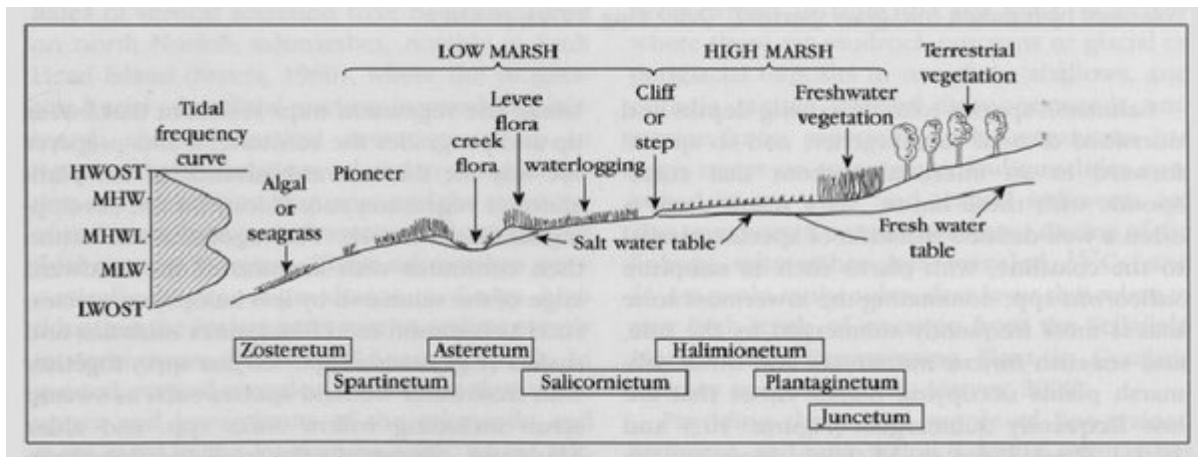 LOW MARSH
HIGH MARSH
Terrestrial
vegetation
Tidal
frequency
curve
Levee
flora
Cliff
or
step
Freshwater
vegetation
creek
flora
waterlogging
HWOST
MHW
MHWL
MLW
LWOST
Algal
or
seagrass
Pioneer
Salt water table
Fresh water
table
Zosteretum
Asteretum
Halimionetum
Spartinetum
Salicornietum
Plantaginetum
Juncetum